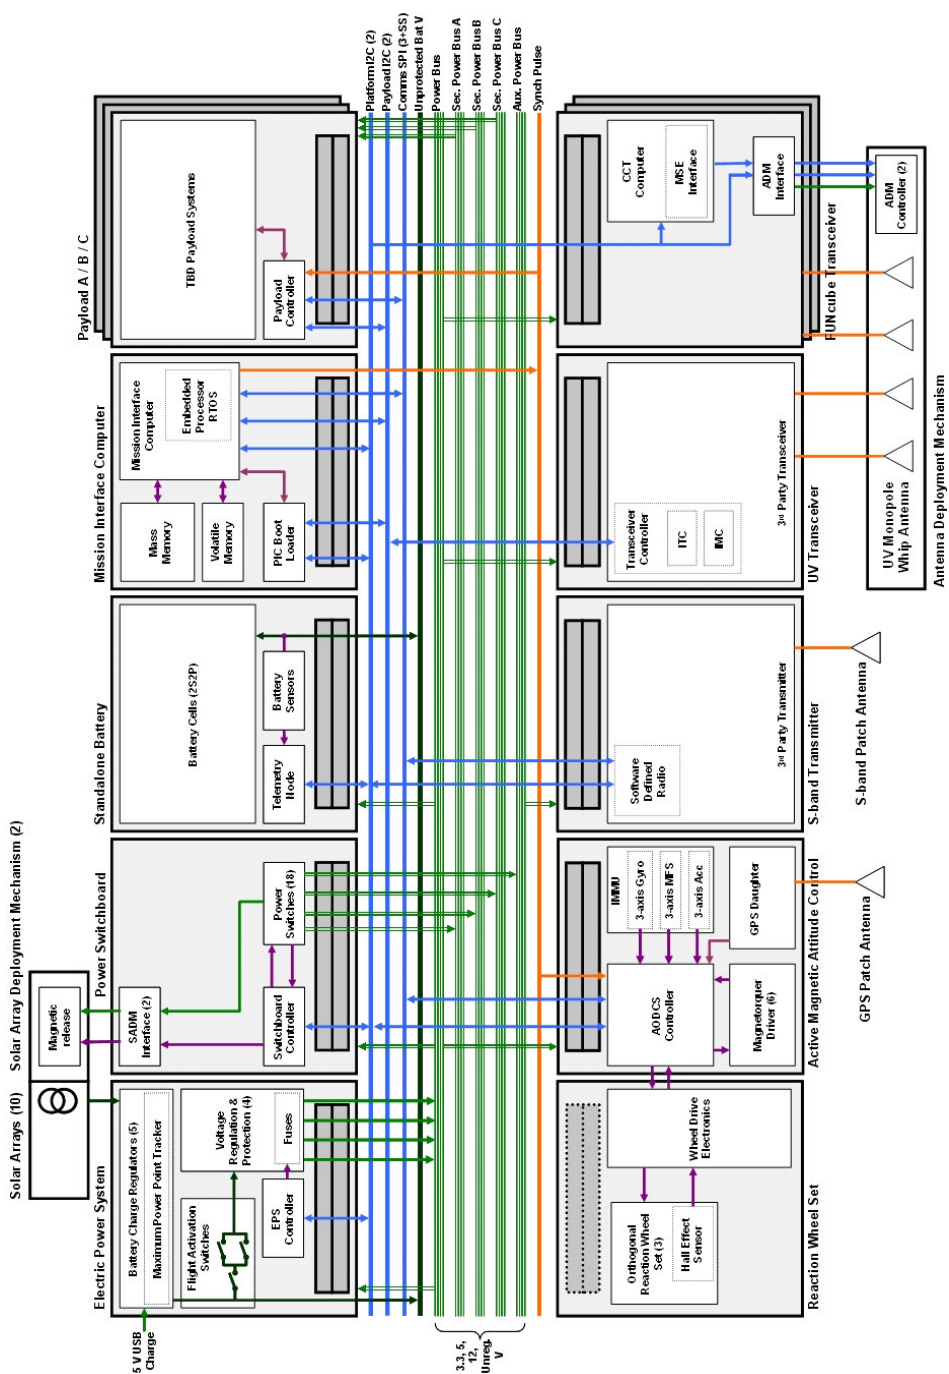 Solar Arrays (10)
Solar Array Deployment Mechanism (2)
Magnetic
release
5 V USB
Charge
Electric Power System
Battery Charge Regulators (5)
Maximum Power Point Tracker
Flight Activation
Switches
Voltage
Regulation &
Protection (4)
Fuses
EPS
Controller
Power Switchboard
SADM
Interface (2)
Switchboard
Controller
Power
Switches (18)
Standalone Battery
Battery Cells (2S2P)
Telemetry
Node
Battery
Sensors
Mission Interface Computer
Mass
Memory
Volatile
Memory
PIC Boot
Loader
Mission Interface
Computer
Embedded
Processor
RTOS
Payload A / B / C
TBD Payload Systems
Payload
Controller
Platform I2C (2)
Payload I2C (2)
Comms SPI (3+SS)
Unprotected Bat V
Power Bus
Sec. Power Bus A
Sec. Power Bus B
Sec. Power Bus C
Aux. Power Bus
Synch Pulse
3.3, 5,
12,
Unreg.
V
Orthogonal
Reaction Wheel
Set (3)
Hall Effect
Sensor
Wheel Drive
Electronics
Reaction Wheel Set
AODCS
Controller
IMMU
3-axis Gyro
3-axis MFS
3-axis Acc
Magnetorquer
Driver (6)
GPS Daughter
Active Magnetic Attitude Control
GPS Patch Antenna
Software
Defined
Radio
3rd Party Transmitter
S-band Transmitter
S-band Patch Antenna
Transceiver
Controller
ITC
IMC
3rd Party Transceiver
UV Transceiver
CCT
Computer
MSE
Interface
ADM
Interface
FUNcube Transceiver
ADM
Controller (2)
UV Monopole
Whip Antenna
Antenna Deployment Mechanism